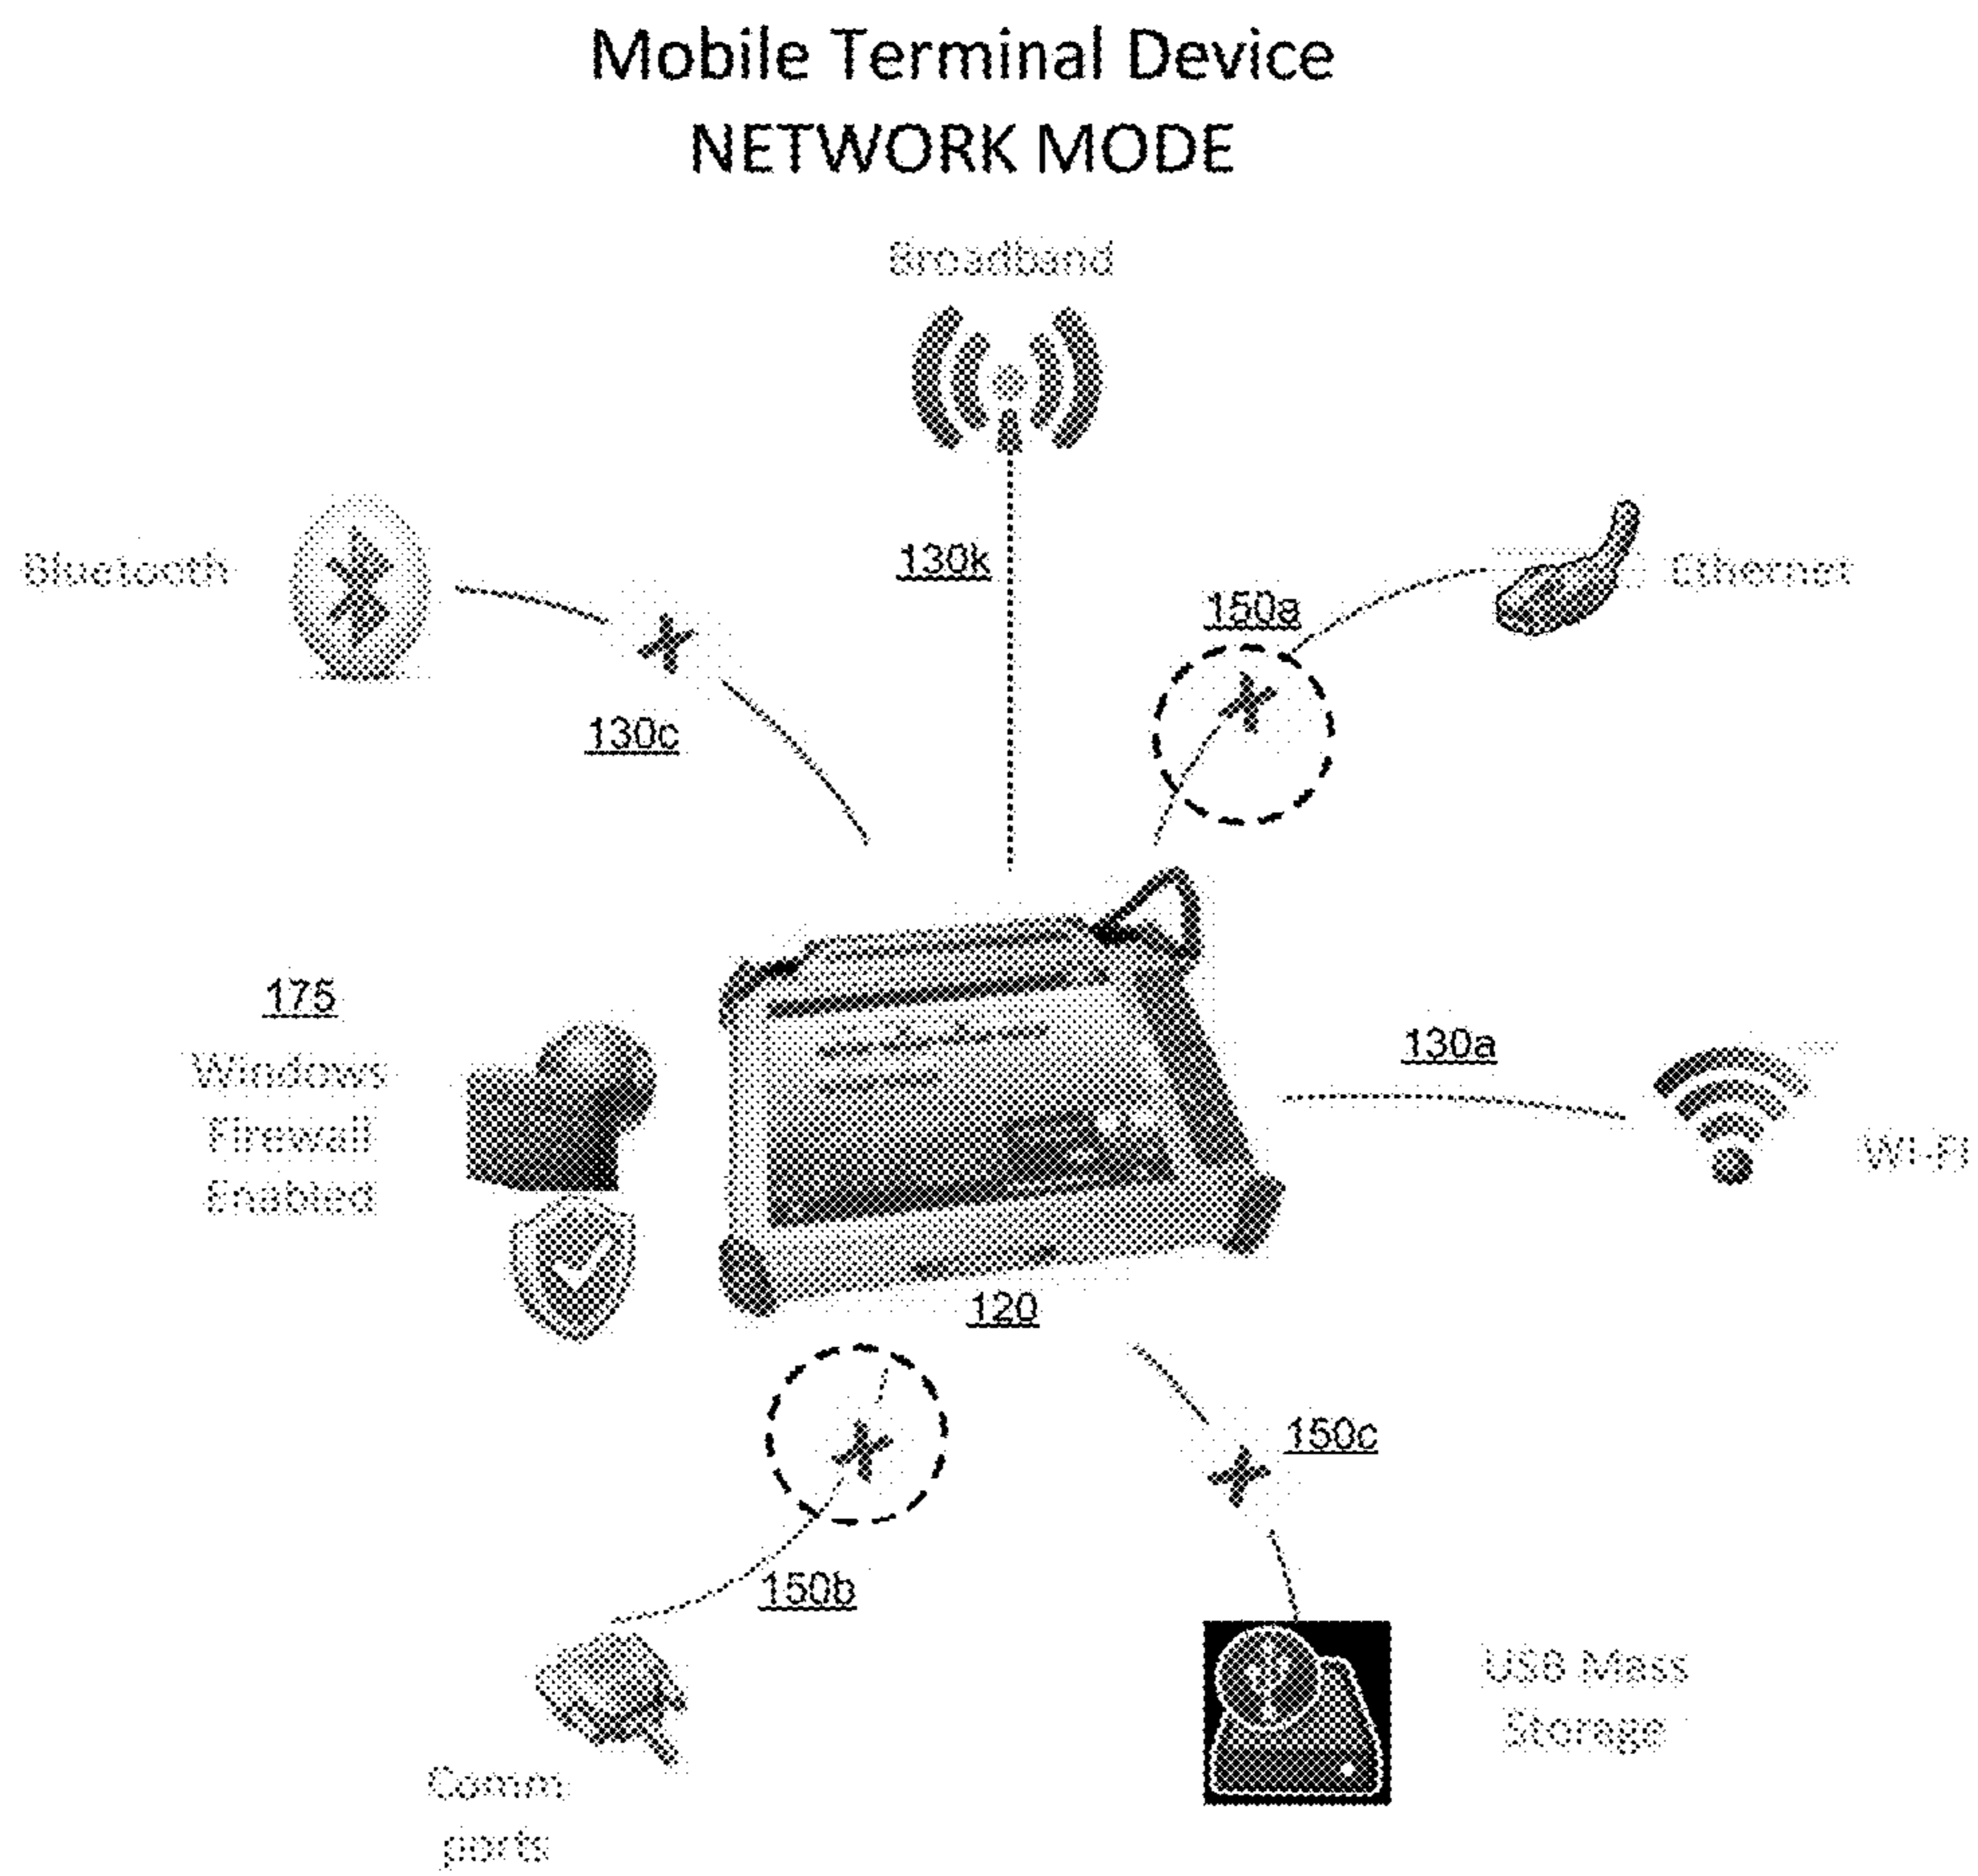 Mobile Terminal Device
NETWORK MODE
Broadband
130k
Bluetooth
150a
Ethernet
130c
175
Windows
Firewall
Enabled
130a
Wi-Fi
120
150c
150b
USB Mass
Storage
Comm
ports